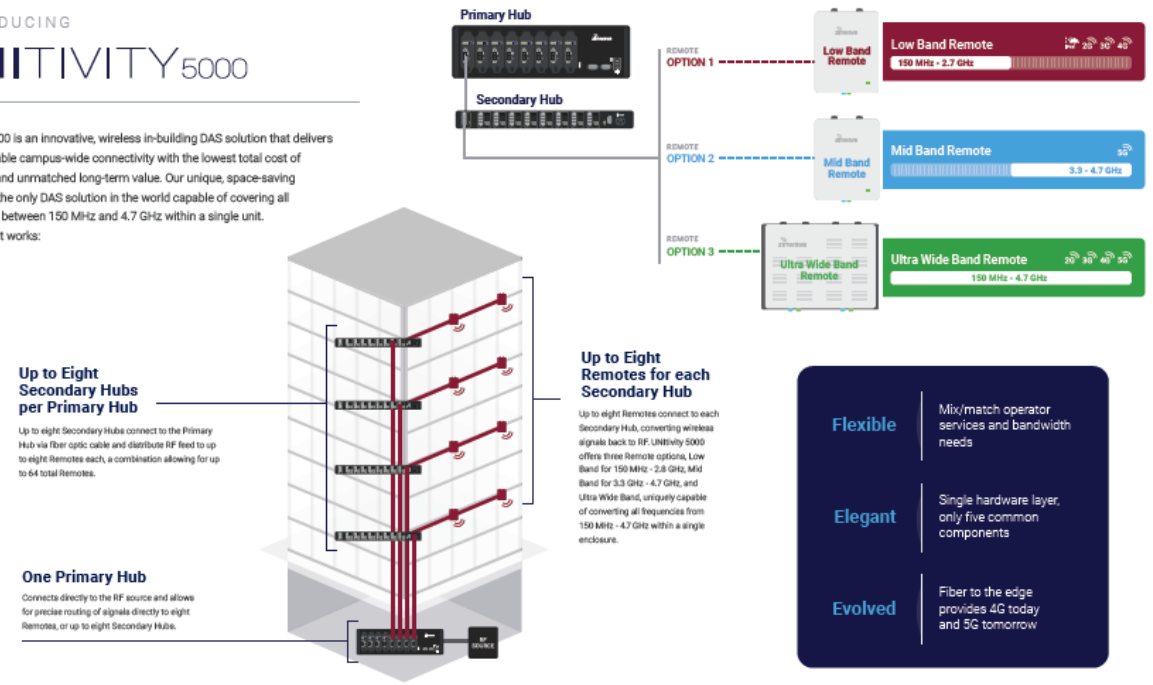 DUCING
NIITIVITY 5000
00 is an innovative, wireless in-building DAS solution that delivers
ble campus-wide connectivity with the lowest total cost of
and unmatched long-term value. Our unique, space-saving
the only DAS solution in the world capable of covering all
between 150 MHz and 4.7 GHz within a single unit.
t works:
Primary Hub
Secondary Hub
REMOTE
OPTION 1
Low Band
Remote
Low Band Remote
2G 3G 4G
150 MHz - 2.7 GHz
REMOTE
OPTION 2
Mid Band
Remote
Mid Band Remote
5G
3.3 - 4.7 GHz
REMOTE
OPTION 3
zinwave
Ultra Wide Band
Remote
Ultra Wide Band Remote
2G 3G 4G 5G
150 MHz - 4.7 GHz
Up to Eight
Secondary Hubs
per Primary Hub
Up to eight Secondary Hubs connect to the Primary
Hub via fiber optic cable and distribute RF feed to up
to eight Remotes each, a combination allowing for up
to 64 total Remotes.
One Primary Hub
Connects directly to the RF source and allows
for precise routing of signals directly to eight
Remotes, or up to eight Secondary Hubs.
RF
SOURCE
Up to Eight
Remotes for each
Secondary Hub
Up to eight Remotes connect to each
Secondary Hub, converting wireless
signals back to RF. UNItivity 5000
offers three Remote options, Low
Band for 150 MHz - 2.8 GHz, Mid
Band for 3.3 GHz - 4.7 GHz, and
Ultra Wide Band, uniquely capable
of converting all frequencies from
150 MHz - 4.7 GHz within a single
enclosure.
Flexible
Mix/match operator
services and bandwidth
needs
Elegant
Single hardware layer,
only five common
components
Evolved
Fiber to the edge
provides 4G today
and 5G tomorrow